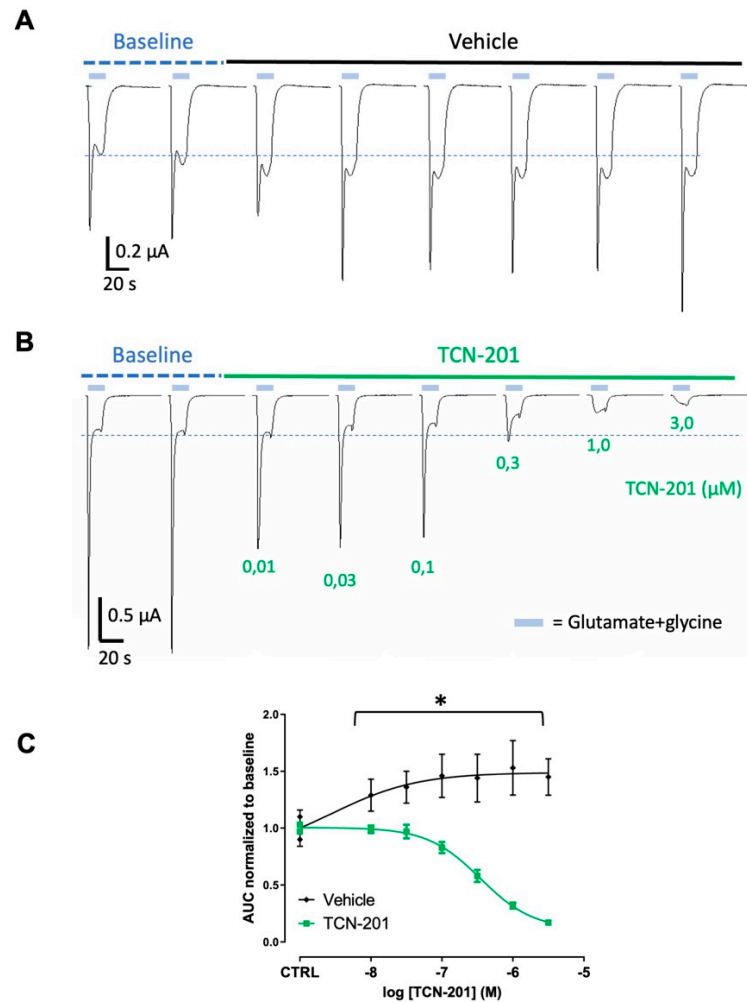 A
Baseline Vehicle
0.2 µA
20 s
B
Baseline TCN-201
0,01
0,03
0,1
0,3
1,0
3,0
TCN-201 (µM)
0.5 µA
20 s
= Glutamate+glycine
C
*
AUC normalized to baseline
2.0
1.5
1.0
0.5
0.0
Vehicle
TCN-201
CTRL -8 -7 -6 -5
log [TCN-201] (M)